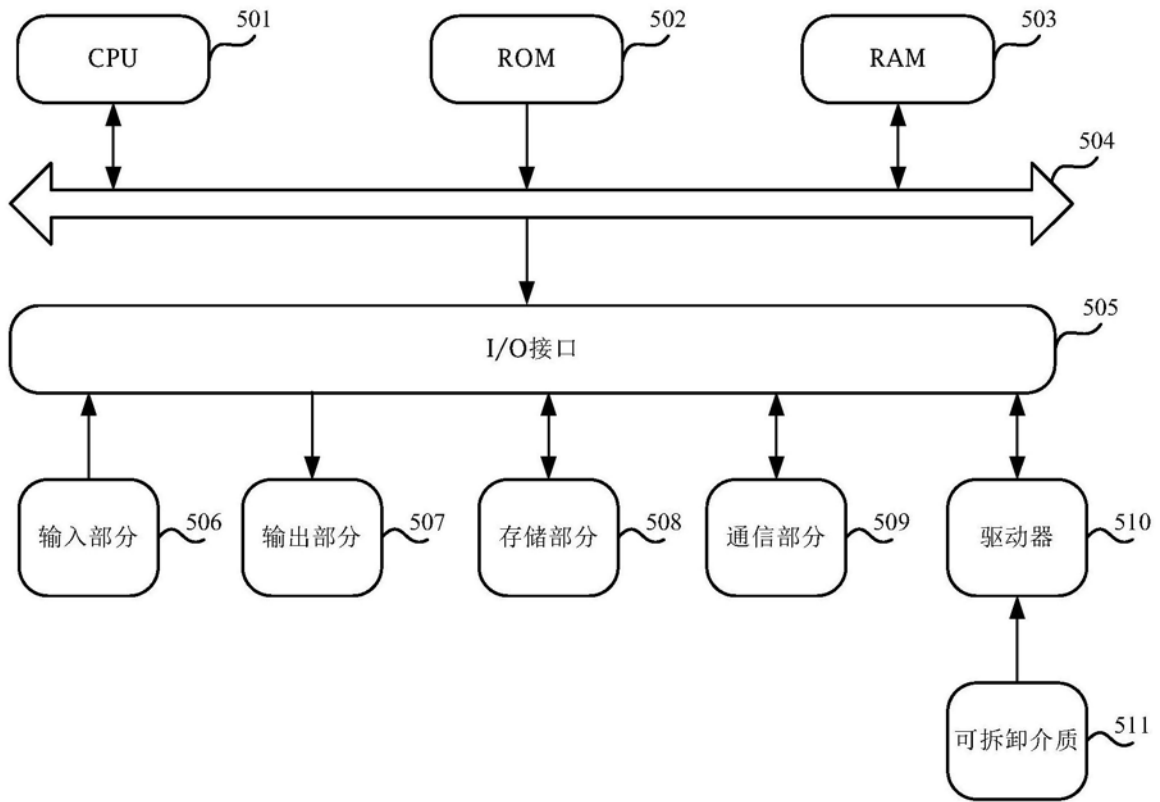 501
502
503
CPU
ROM
RAM
504
505
I/O接口
输入部分
506
输出部分
507
存储部分
508
通信部分
509
驱动器
510
可拆卸介质
511